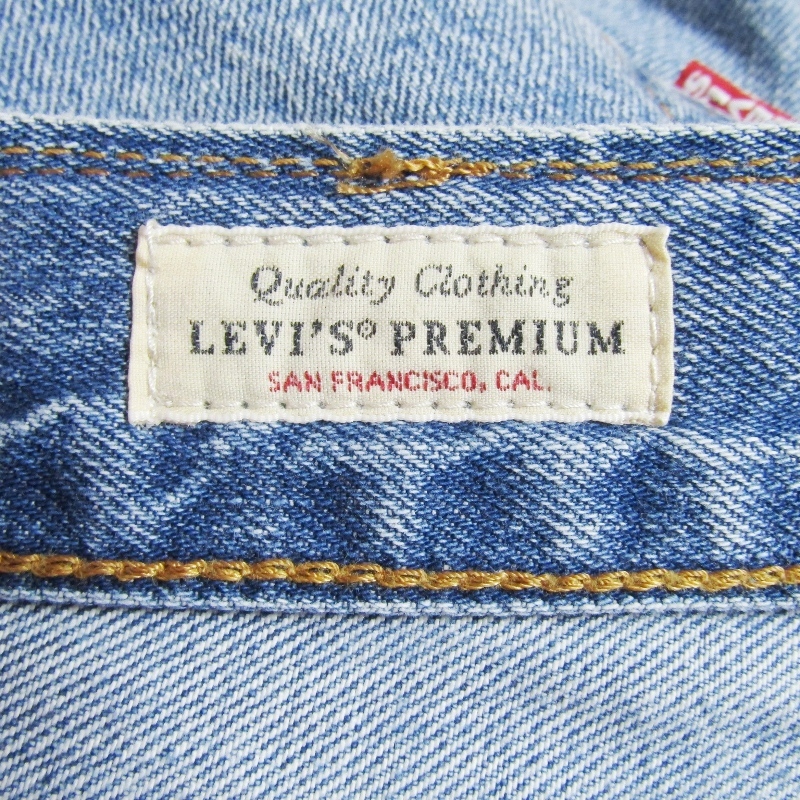 Quality Clothing
LEVI'S® PREMIUM
SAN FRANCISCO, CAL.